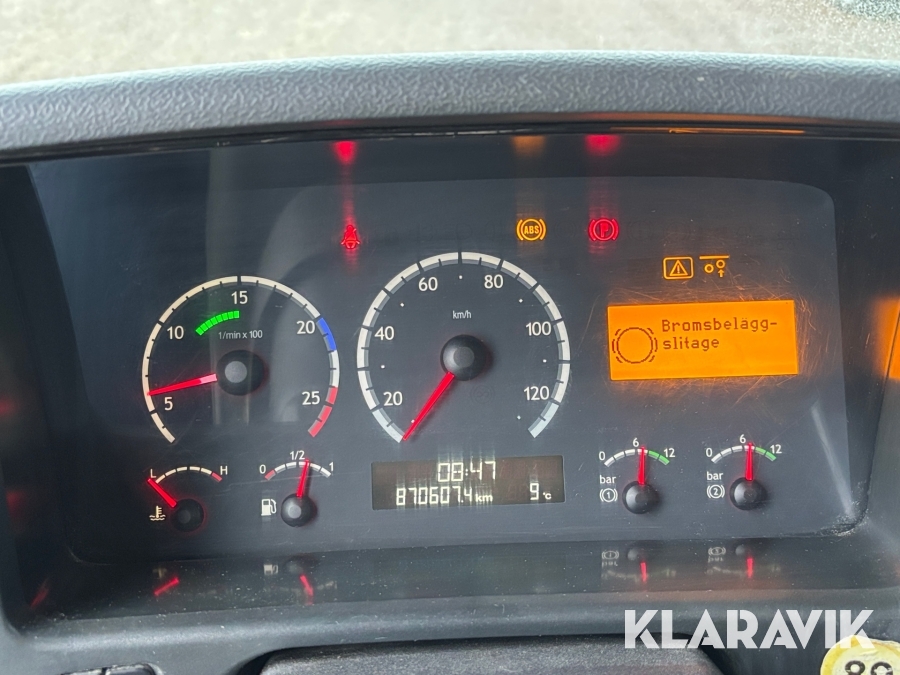 ABS
P
15
10
20
1/min x 100
5
25
60
80
km/h
40
100
20
120
Bromsbelägg-
slitage
L
H
0
1/2
1
08:47
870607.4 km
9 °C
0
6
12
bar
1
0
6
12
bar
2
KLARAVIK